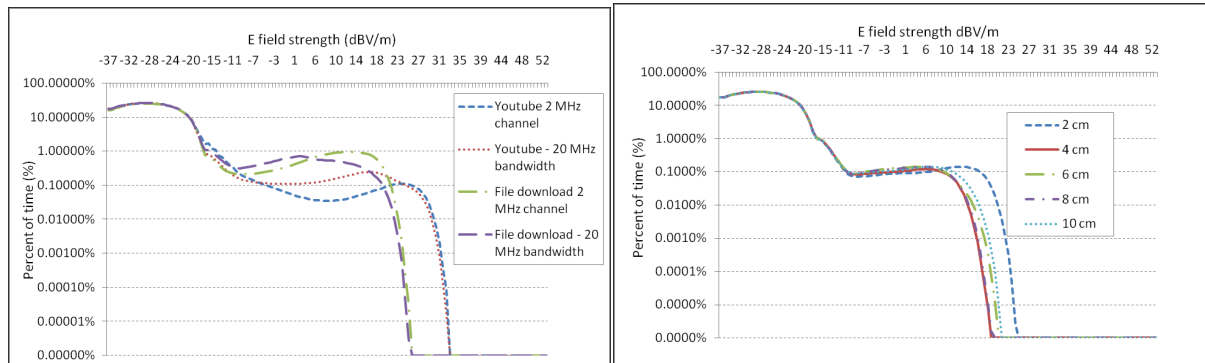 E field strength (dBV/m)
-37 -32 -28 -24 -20 -15 -11 -7 -3 1 6 11 14 18 23 27 31 35 39 44 48 52
100.00000%
10.00000%
1.00000%
0.10000%
0.01000%
0.00100%
0.00010%
0.00001%
0.00000%
Percent of time (%)
Youtube 2 MHz
channel
Youtube - 20 MHz
bandwidth
File download 2
MHz channel
File download - 20
MHz bandwidth
E field strength dBV/m
-37 -32 -28 -24 -20 -15 -11 -8 -3 1 6 10 14 18 23 25 31 35 39 44 48 52
100.0000%
10.0000%
1.0000%
0.1000%
0.0100%
0.0010%
0.0001%
0.0000%
0.0000%
Percent of time (%)
2 cm
4 cm
6 cm
8 cm
10 cm